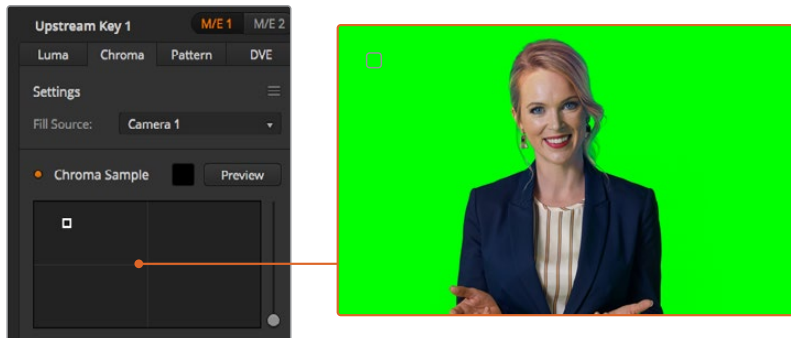 Upstream Key 1 M/E 1 M/E 2
Luma Chroma Pattern DVE
Settings
Fill Source: Camera 1
Chroma Sample Preview